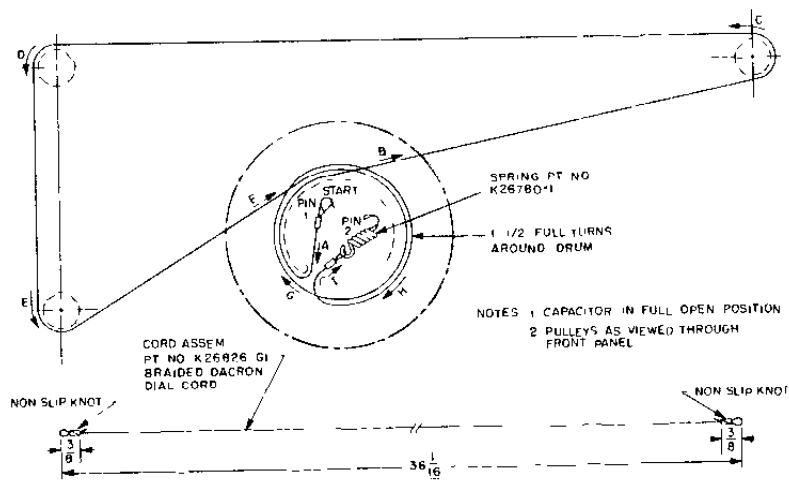 C
D
B
SPRING PT NO
K26780-1
E
START
PIN
1
PIN
2
A
1 1/2 FULL TURNS
AROUND DRUM
T
G
H
E
NOTES 1 CAPACITOR IN FULL OPEN POSITION
2 PULLEYS AS VIEWED THROUGH
FRONT PANEL
CORD ASSEM
PT NO K26826 G1
BRAIDED DACRON
DIAL CORD
NON SLIP KNOT
NON SLIP KNOT
3/8
3/8
36 1/16